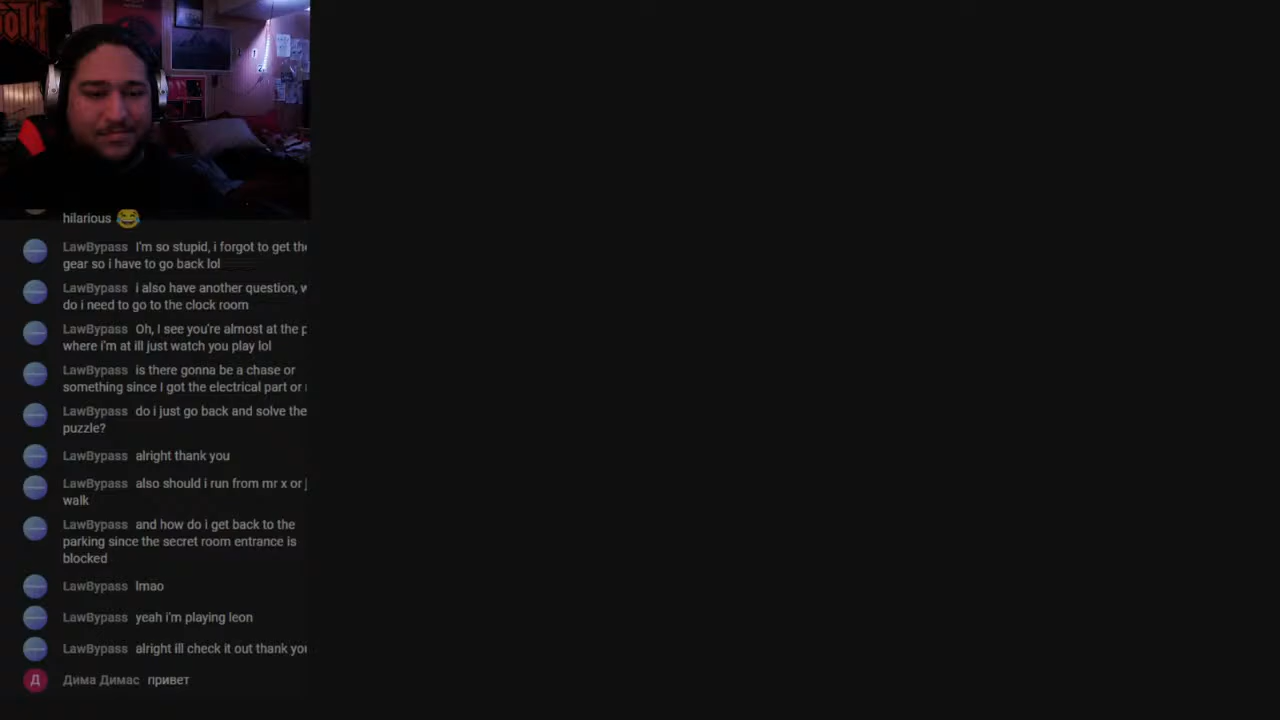 hilarious 😂
LawBypass I'm so stupid, i forgot to get the
gear so i have to go back lol
LawBypass i also have another question, w
do i need to go to the clock room
LawBypass Oh, I see you're almost at the p
where i'm at ill just watch you play lol
LawBypass is there gonna be a chase or
something since I got the electrical part or
LawBypass do i just go back and solve the
puzzle?
LawBypass alright thank you
LawBypass also should i run from mr x or j
walk
LawBypass and how do i get back to the
parking since the secret room entrance is
blocked
LawBypass lmao
LawBypass yeah i'm playing leon
LawBypass alright ill check it out thank you
Д Дима Димас привет